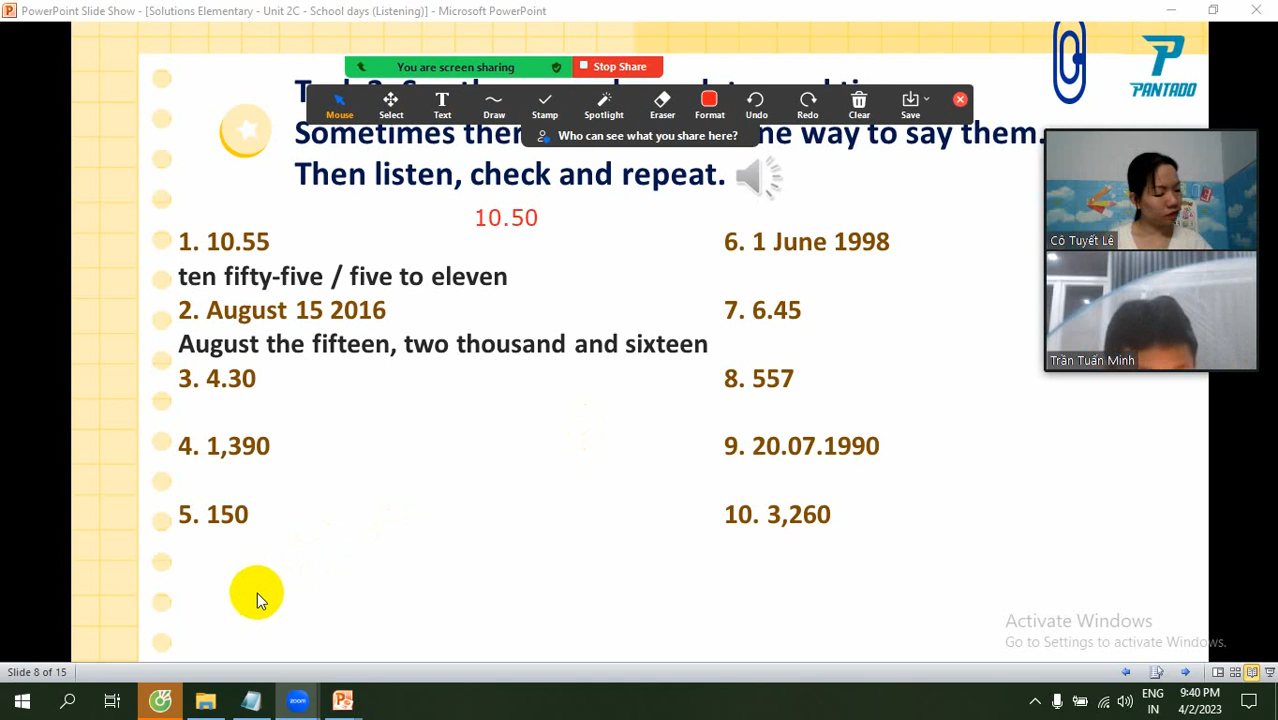 PowerPoint Slide Show - [Solutions Elementary - Unit 2C - School days (Listening)] - Microsoft PowerPoint
You are screen sharing
Stop Share
Mouse
Select
Text
Draw
Stamp
Spotlight
Eraser
Format
Undo
Redo
Clear
Save
Who can see what you share here?
PANTADO
Sometimes way to say them.
Then listen, check and repeat.
10.50
1. 10.55
ten fifty-five / five to eleven
2. August 15 2016
August the fifteen, two thousand and sixteen
3. 4.30
4. 1,390
5. 150
6. 1 June 1998
7. 6.45
8. 557
9. 20.07.1990
10. 3,260
Cô Tuyết Lê
Trần Tuấn Minh
Activate Windows
Go to Settings to activate Windows.
Slide 8 of 15
zoom
ENG
IN
9:40 PM
4/2/2023